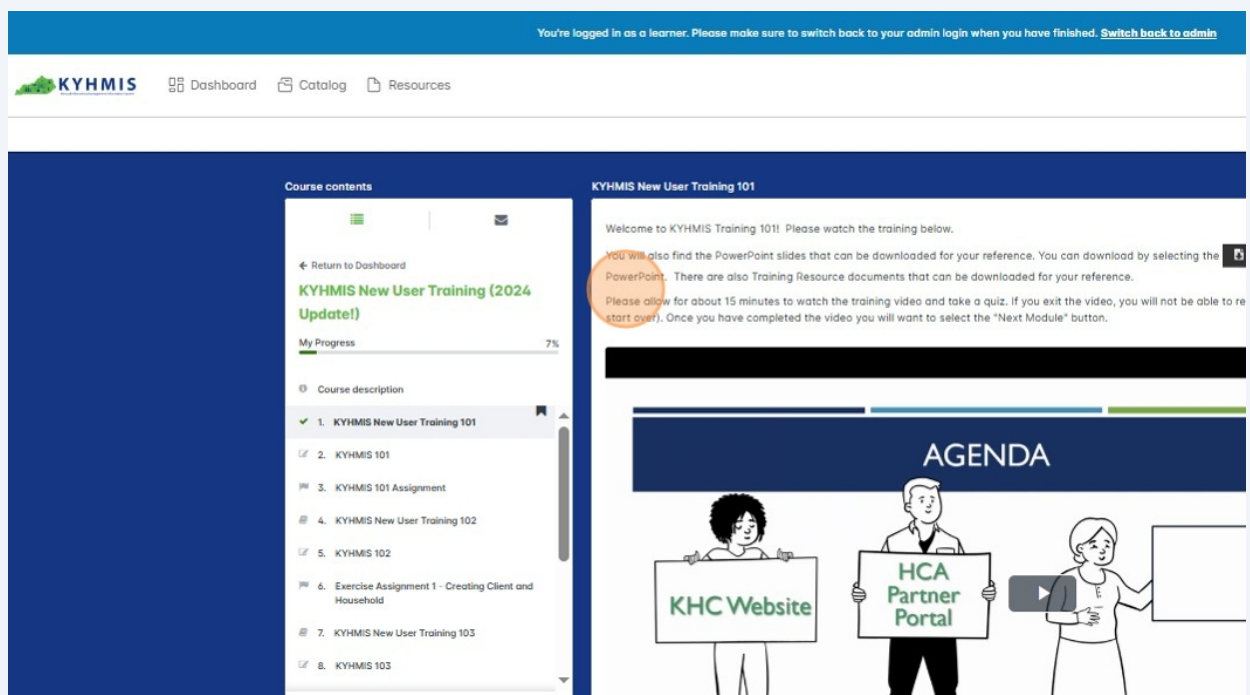 You're logged in as a learner. Please make sure to switch back to your admin login when you have finished. Switch back to admin
KYHMIS
Dashboard
Catalog
Resources
Course contents
Return to Dashboard
KYHMIS New User Training (2024
Update!)
My Progress 7%
Course description
1. KYHMIS New User Training 101
2. KYHMIS 101
3. KYHMIS 101 Assignment
4. KYHMIS New User Training 102
5. KYHMIS 102
6. Exercise Assignment 1 - Creating Client and
Household
7. KYHMIS New User Training 103
8. KYHMIS 103
KYHMIS New User Training 101
Welcome to KYHMIS Training 101! Please watch the training below.
You will also find the PowerPoint slides that can be downloaded for your reference. You can download by selecting the
PowerPoint. There are also Training Resource documents that can be downloaded for your reference.
Please allow for about 15 minutes to watch the training video and take a quiz. If you exit the video, you will not be able to re
start over). Once you have completed the video you will want to select the "Next Module" button.
AGENDA
KHC Website
HCA
Partner
Portal